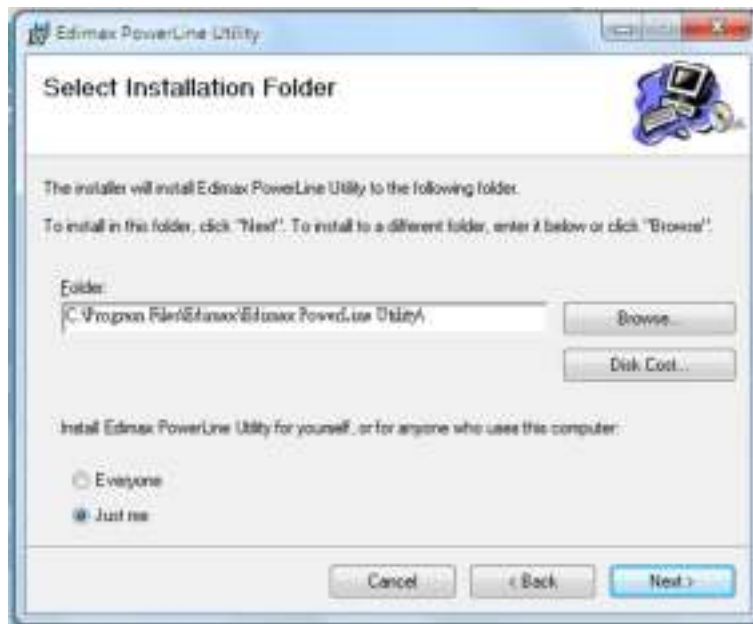 Edimax PowerLine Utility
Select Installation Folder
The installer will install Edimax PowerLine Utility to the following folder.
To install in this folder, click "Next". To install to a different folder, enter it below or click "Browse".
Folder:
C:\Program Files\Edimax\Edimax PowerLine Utility\
Browse...
Disk Cost...
Install Edimax PowerLine Utility for yourself, or for anyone who uses this computer:
Everyone
Just me
Cancel
< Back
Next >